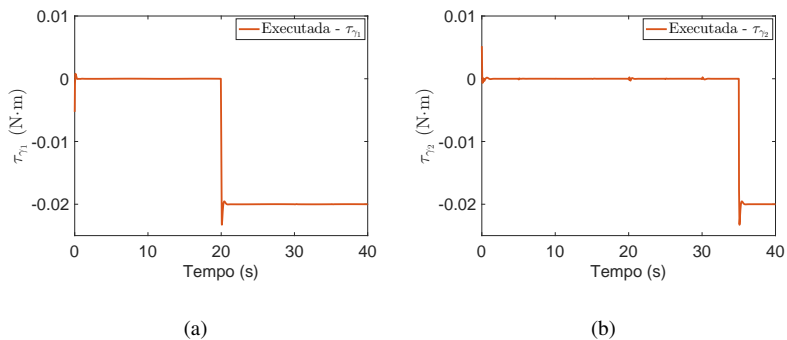 0.01
0
-0.01
-0.02
τγ₁ (N·m)
Executada - τγ₁
0 10 20 30 40
Tempo (s)
(a)
0.01
0
-0.01
-0.02
τγ₂ (N·m)
Executada - τγ₂
0 10 20 30 40
Tempo (s)
(b)